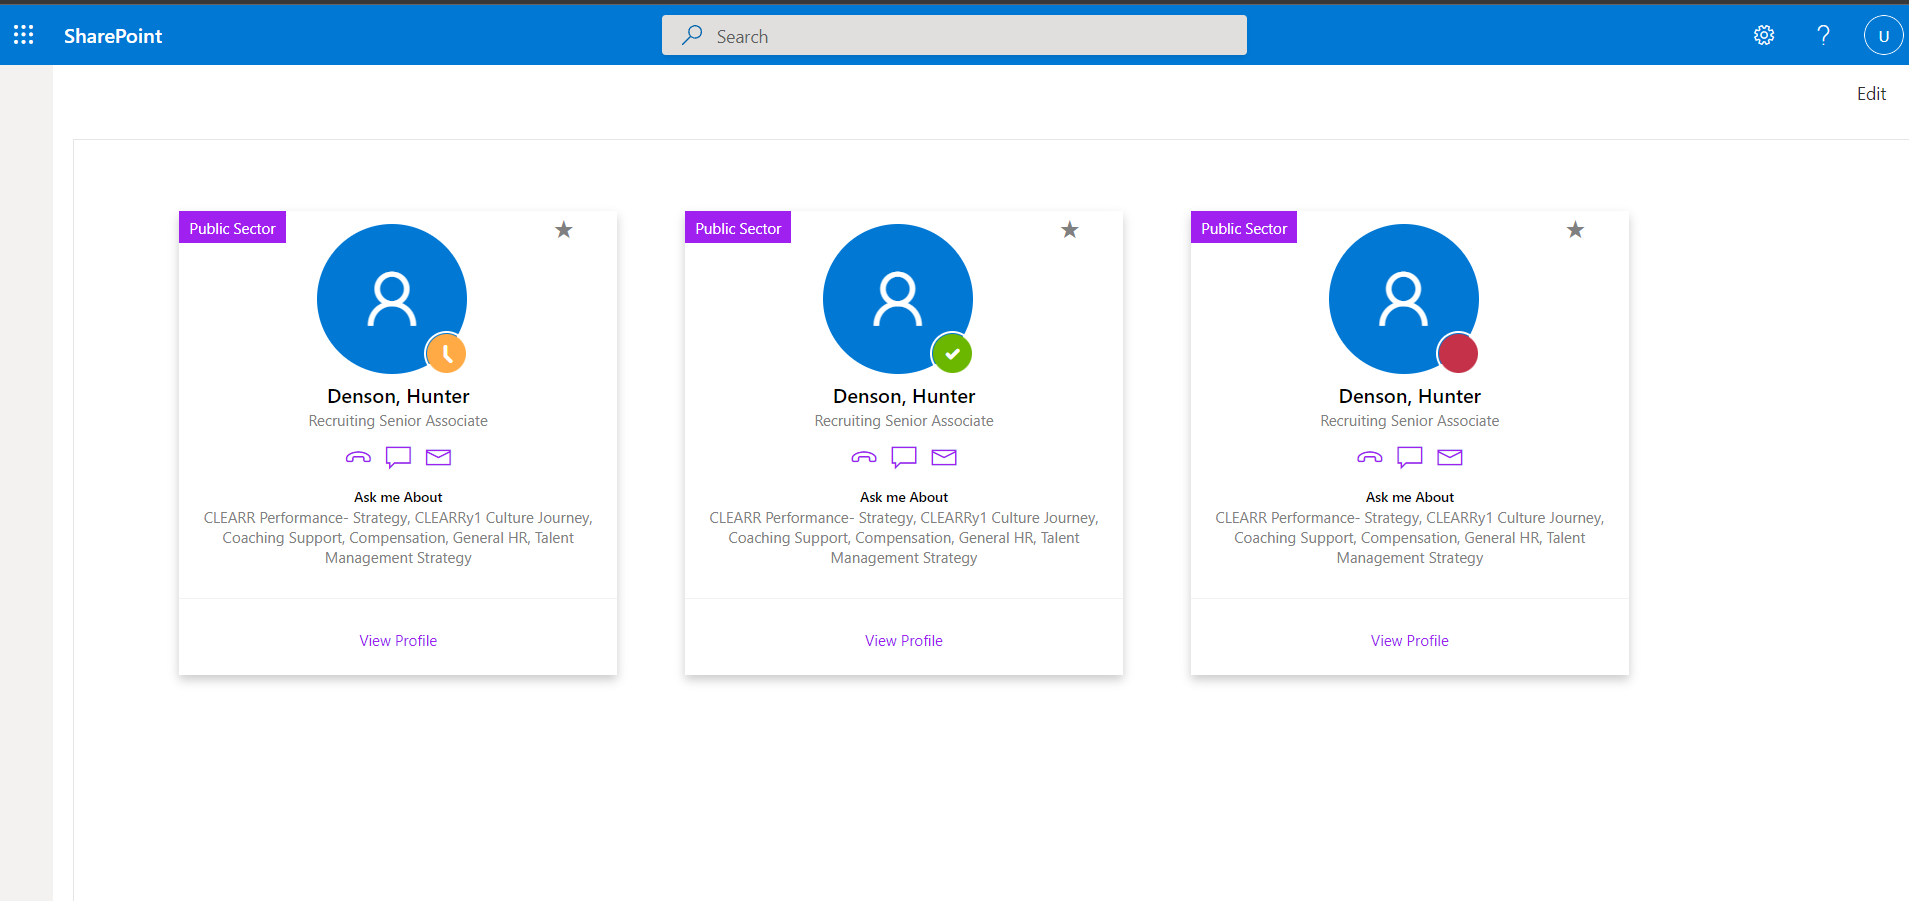 SharePoint
Search
U
Edit
Public Sector
Denson, Hunter
Recruiting Senior Associate
Ask me About
CLEARR Performance- Strategy, CLEARRy1 Culture Journey,
Coaching Support, Compensation, General HR, Talent
Management Strategy
View Profile
Public Sector
Denson, Hunter
Recruiting Senior Associate
Ask me About
CLEARR Performance- Strategy, CLEARRy1 Culture Journey,
Coaching Support, Compensation, General HR, Talent
Management Strategy
View Profile
Public Sector
Denson, Hunter
Recruiting Senior Associate
Ask me About
CLEARR Performance- Strategy, CLEARRy1 Culture Journey,
Coaching Support, Compensation, General HR, Talent
Management Strategy
View Profile